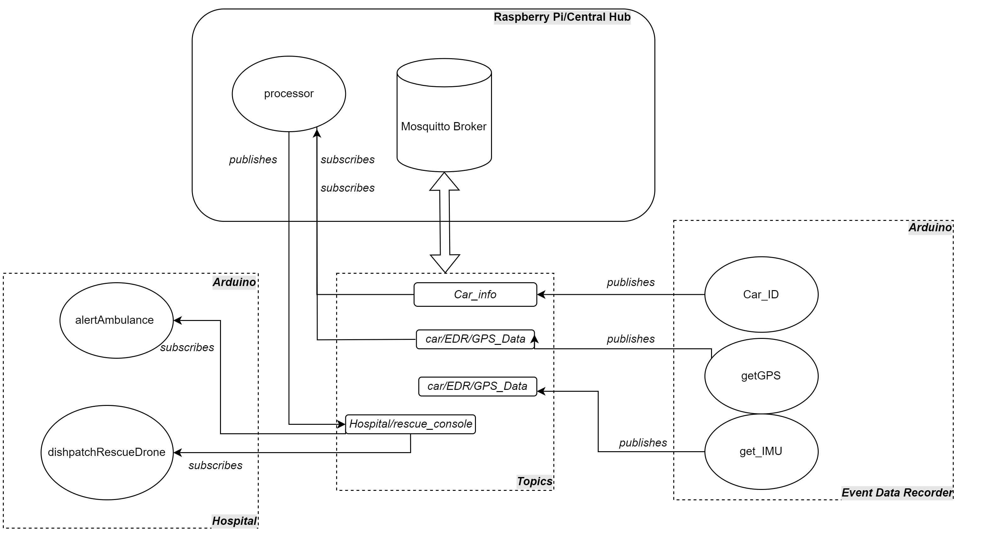 Raspberry Pi/Central Hub
processor
Mosquitto Broker
publishes
subscribes
subscribes
Arduino
Arduino
Car_info
publishes
Car_ID
alertAmbulance
subscribes
car/EDR/GPS_Data
publishes
getGPS
car/EDR/GPS_Data
Hospital/rescue_console
publishes
get_IMU
dishpatchRescueDrone
subscribes
Topics
Event Data Recorder
Hospital